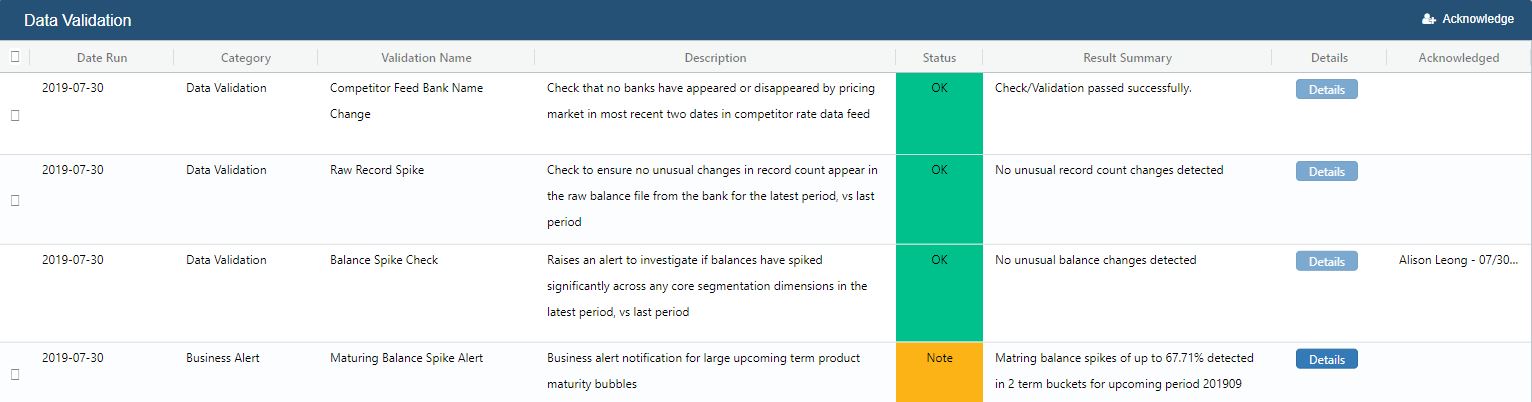 Data Validation
Acknowledge
Date Run Category Validation Name Description Status Result Summary Details Acknowledged
2019-07-30 Data Validation Competitor Feed Bank Name Check that no banks have appeared or disappeared by pricing OK Check/Validation passed successfully. Details
Change market in most recent two dates in competitor rate data feed
2019-07-30 Data Validation Raw Record Spike Check to ensure no unusual changes in record count appear in OK No unusual record count changes detected Details
the raw balance file from the bank for the latest period, vs last
period
2019-07-30 Data Validation Balance Spike Check Raises an alert to investigate if balances have spiked OK No unusual balance changes detected Details Alison Leong - 07/30...
significantly across any core segmentation dimensions in the
latest period, vs last period
2019-07-30 Business Alert Maturing Balance Spike Alert Business alert notification for large upcoming term product Note Matring balance spikes of up to 67.71% detected Details
maturity bubbles in 2 term buckets for upcoming period 201909